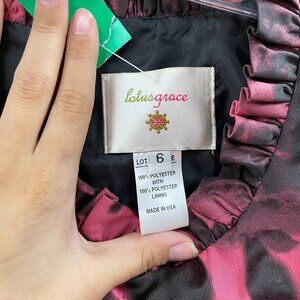 lotusgrace
LOT 6 E
100% POLYESTER
WITH
100% POLYESTER
LINING
MADE IN USA